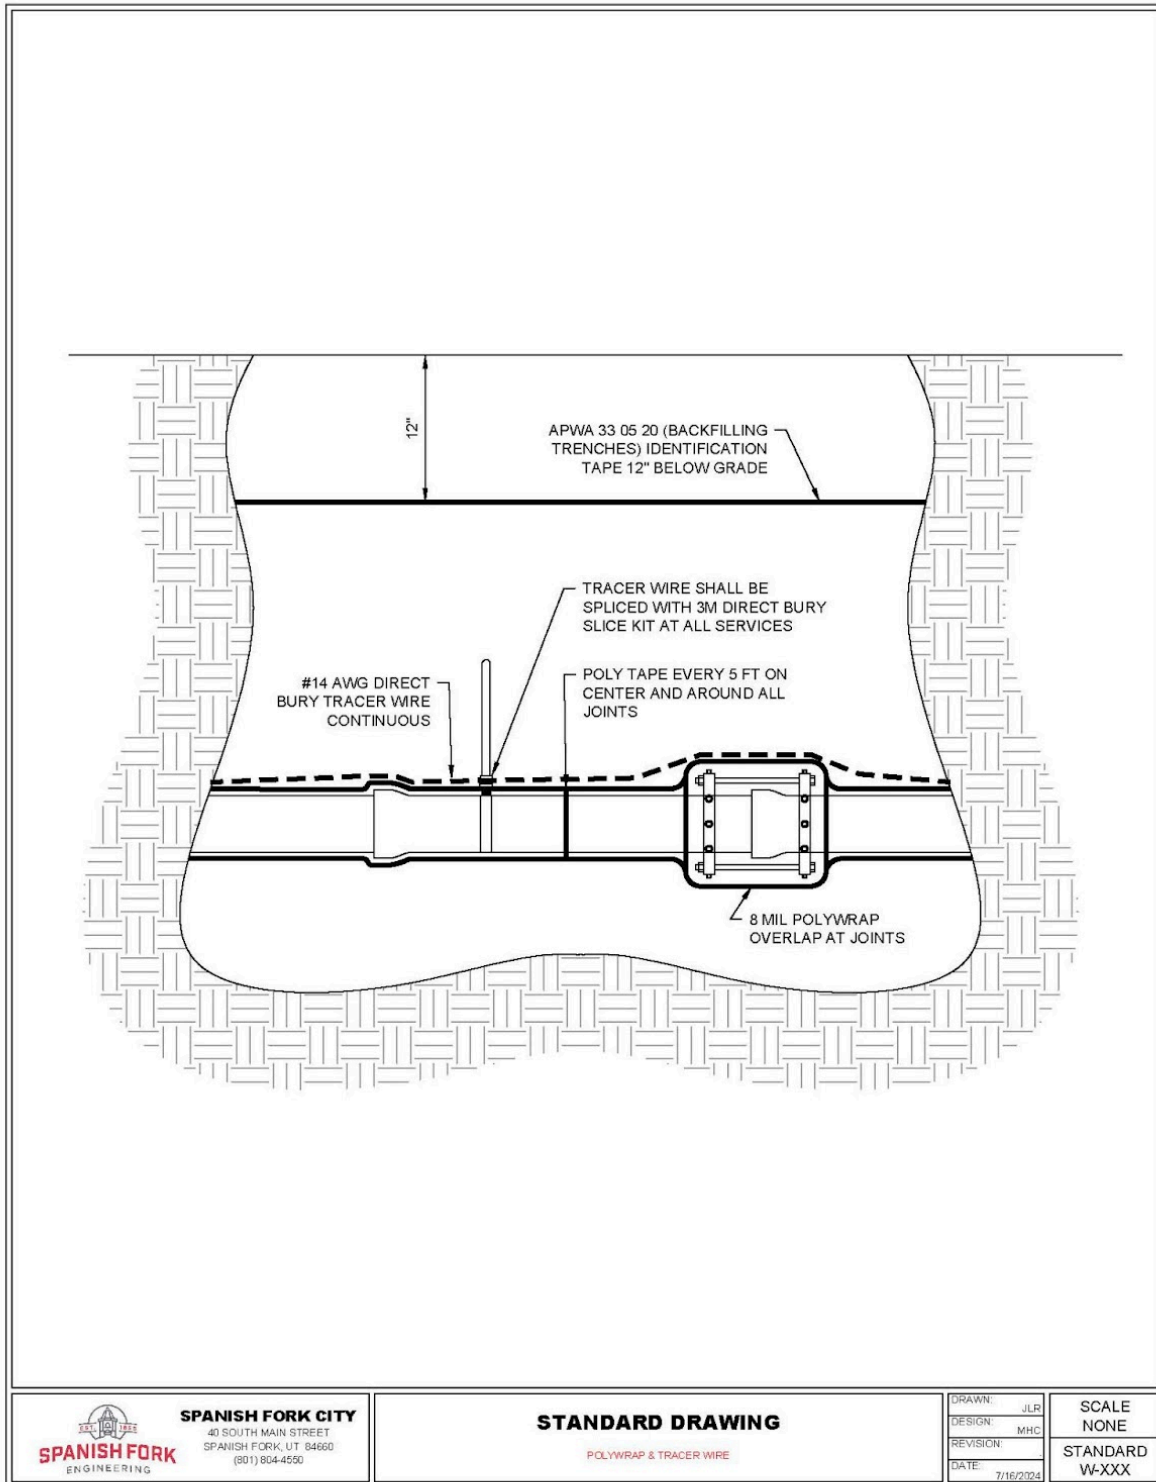 12"
APWA 33 05 20 (BACKFILLING
TRENCHES) IDENTIFICATION
TAPE 12" BELOW GRADE
TRACER WIRE SHALL BE
SPLICED WITH 3M DIRECT BURY
SLICE KIT AT ALL SERVICES
#14 AWG DIRECT
BURY TRACER WIRE
CONTINUOUS
POLY TAPE EVERY 5 FT ON
CENTER AND AROUND ALL
JOINTS
8 MIL POLYWRAP
OVERLAP AT JOINTS
EST. 1855
SPANISH FORK
ENGINEERING
SPANISH FORK CITY
40 SOUTH MAIN STREET
SPANISH FORK, UT 84660
(801) 804-4550
STANDARD DRAWING
POLYWRAP & TRACER WIRE
DRAWN:
JLR
DESIGN:
MHC
REVISION:
DATE:
7/16/2024
SCALE
NONE
STANDARD
W-XXX